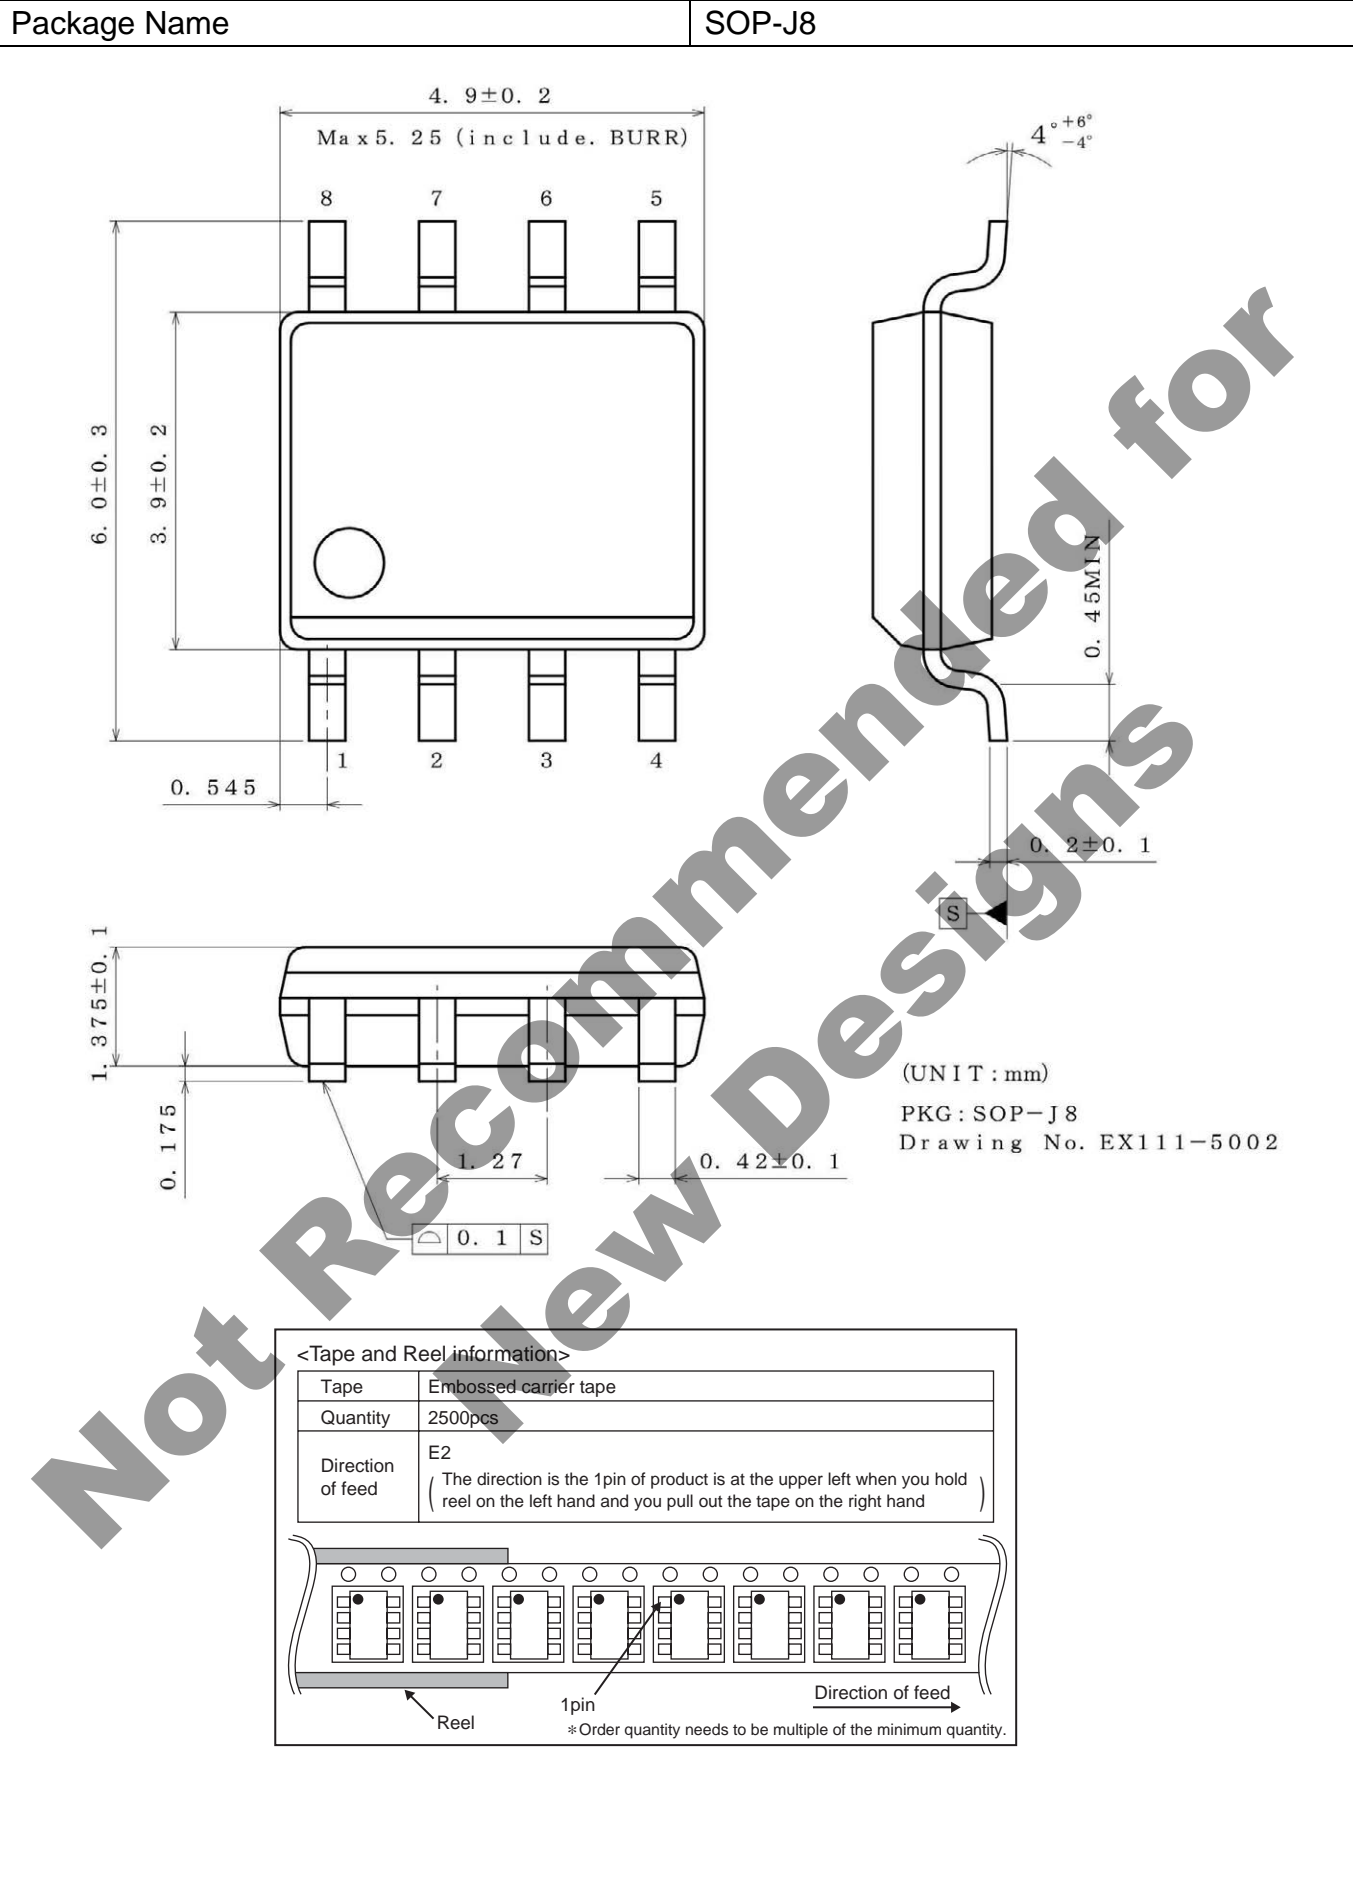 Package Name SOP-J8
4. 9±0. 2
Max5. 25 (include. BURR)
4°+6°
−4°
8 7 6 5
6. 0±0. 3
3. 9±0. 2
0. 45MIN
1 2 3 4
0. 545
0. 2±0. 1
S
1. 375±0. 1
0. 175
1. 27
0. 42±0. 1
0. 1 S
(UNIT:mm)
PKG:SOP−J8
Drawing No. EX111−5002
Not Recommended for
New Designs
<Tape and Reel information>
Tape Embossed carrier tape
Quantity 2500pcs
Direction
of feed
E2
( The direction is the 1pin of product is at the upper left when you hold
reel on the left hand and you pull out the tape on the right hand )
Direction of feed
1pin
Reel
*Order quantity needs to be multiple of the minimum quantity.